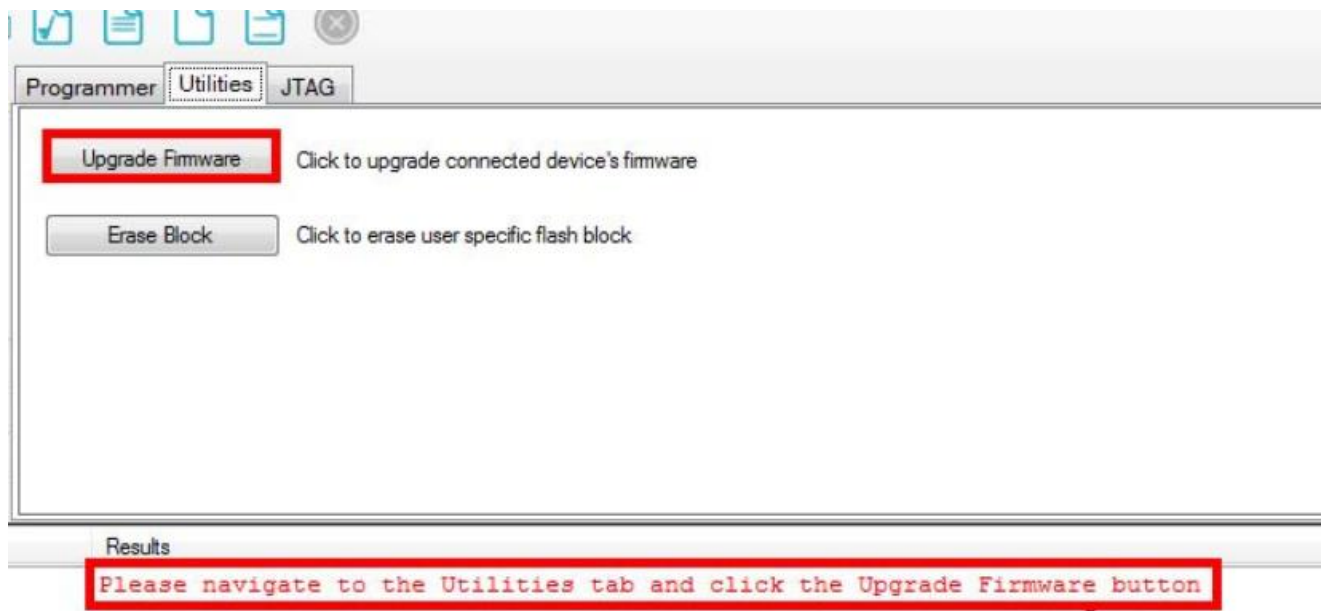 Programmer Utilities JTAG
Upgrade Firmware Click to upgrade connected device's firmware
Erase Block Click to erase user specific flash block
Results
Please navigate to the Utilities tab and click the Upgrade Firmware button